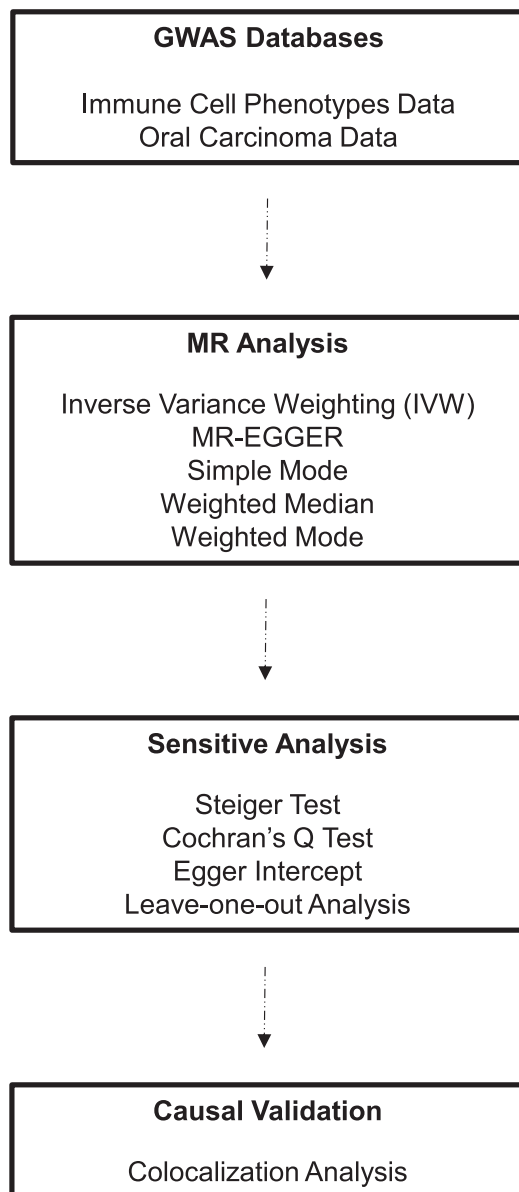 GWAS Databases
Immune Cell Phenotypes Data
Oral Carcinoma Data
MR Analysis
Inverse Variance Weighting (IVW)
MR-EGGER
Simple Mode
Weighted Median
Weighted Mode
Sensitive Analysis
Steiger Test
Cochran's Q Test
Egger Intercept
Leave-one-out Analysis
Causal Validation
Colocalization Analysis